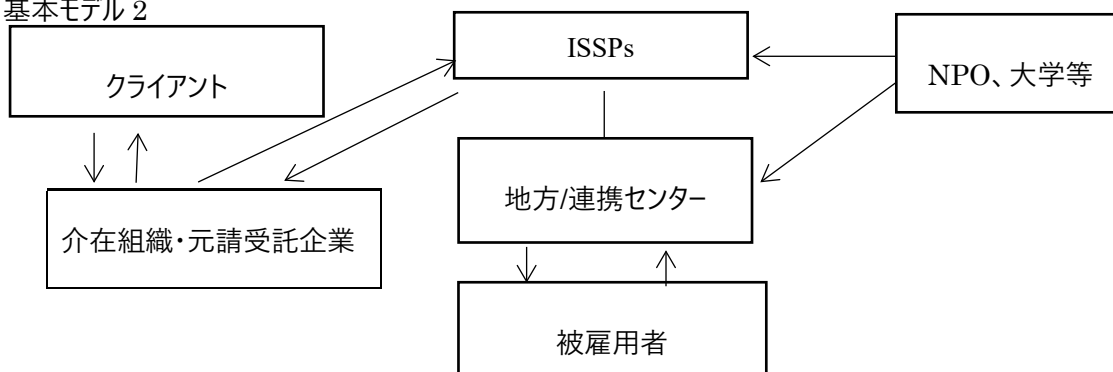 基本モデル 2
クライアント
ISSPs
NPO、大学等
介在組織・元請受託企業
地方/連携センター
被雇用者